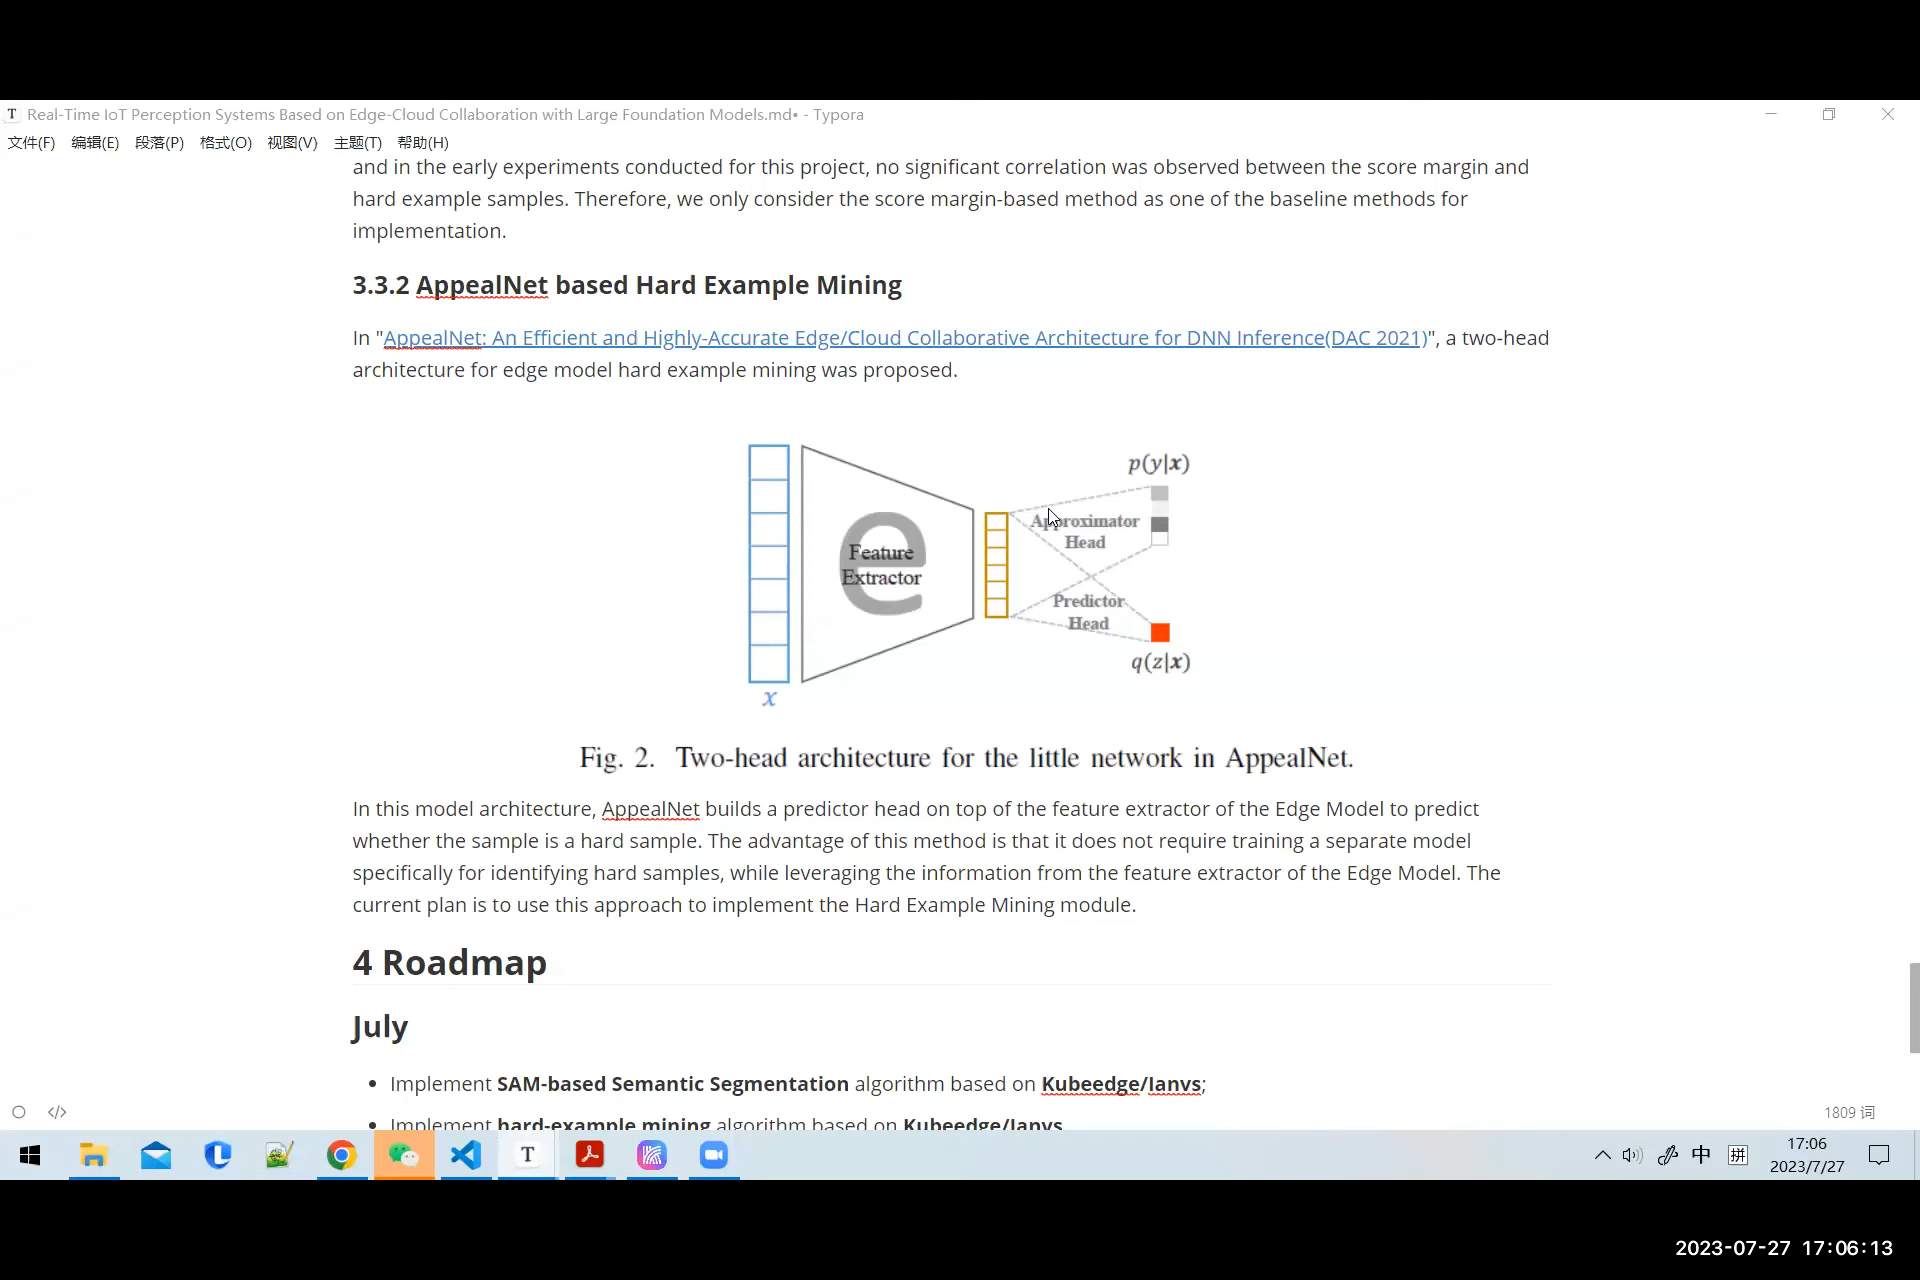 T Real-Time IoT Perception Systems Based on Edge-Cloud Collaboration with Large Foundation Models.md• - Typora
文件(F) 编辑(E) 段落(P) 格式(O) 视图(V) 主题(T) 帮助(H)
and in the early experiments conducted for this project, no significant correlation was observed between the score margin and
hard example samples. Therefore, we only consider the score margin-based method as one of the baseline methods for
implementation.
3.3.2 AppealNet based Hard Example Mining
In "AppealNet: An Efficient and Highly-Accurate Edge/Cloud Collaborative Architecture for DNN Inference(DAC 2021)", a two-head
architecture for edge model hard example mining was proposed.
p(y|x)
Approximator
Head
e
Feature
Extractor
Predictor
Head
q(z|x)
x
Fig. 2. Two-head architecture for the little network in AppealNet.
In this model architecture, AppealNet builds a predictor head on top of the feature extractor of the Edge Model to predict
whether the sample is a hard sample. The advantage of this method is that it does not require training a separate model
specifically for identifying hard samples, while leveraging the information from the feature extractor of the Edge Model. The
current plan is to use this approach to implement the Hard Example Mining module.
4 Roadmap
July
• Implement SAM-based Semantic Segmentation algorithm based on Kubeedge/Ianvs;
• Implement hard-example mining algorithm based on Kubeedge/Ianvs
</> 1809 词
T 中 拼 17:06
2023/7/27
2023-07-27 17:06:13